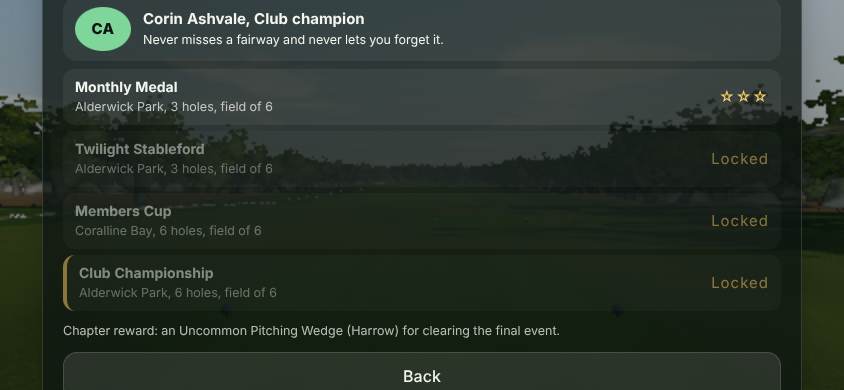 CA
Corin Ashvale, Club champion
Never misses a fairway and never lets you forget it.
Monthly Medal
Alderwick Park, 3 holes, field of 6
Twilight Stableford
Alderwick Park, 3 holes, field of 6
Locked
Members Cup
Coralline Bay, 6 holes, field of 6
Locked
Club Championship
Alderwick Park, 6 holes, field of 6
Locked
Chapter reward: an Uncommon Pitching Wedge (Harrow) for clearing the final event.
Back